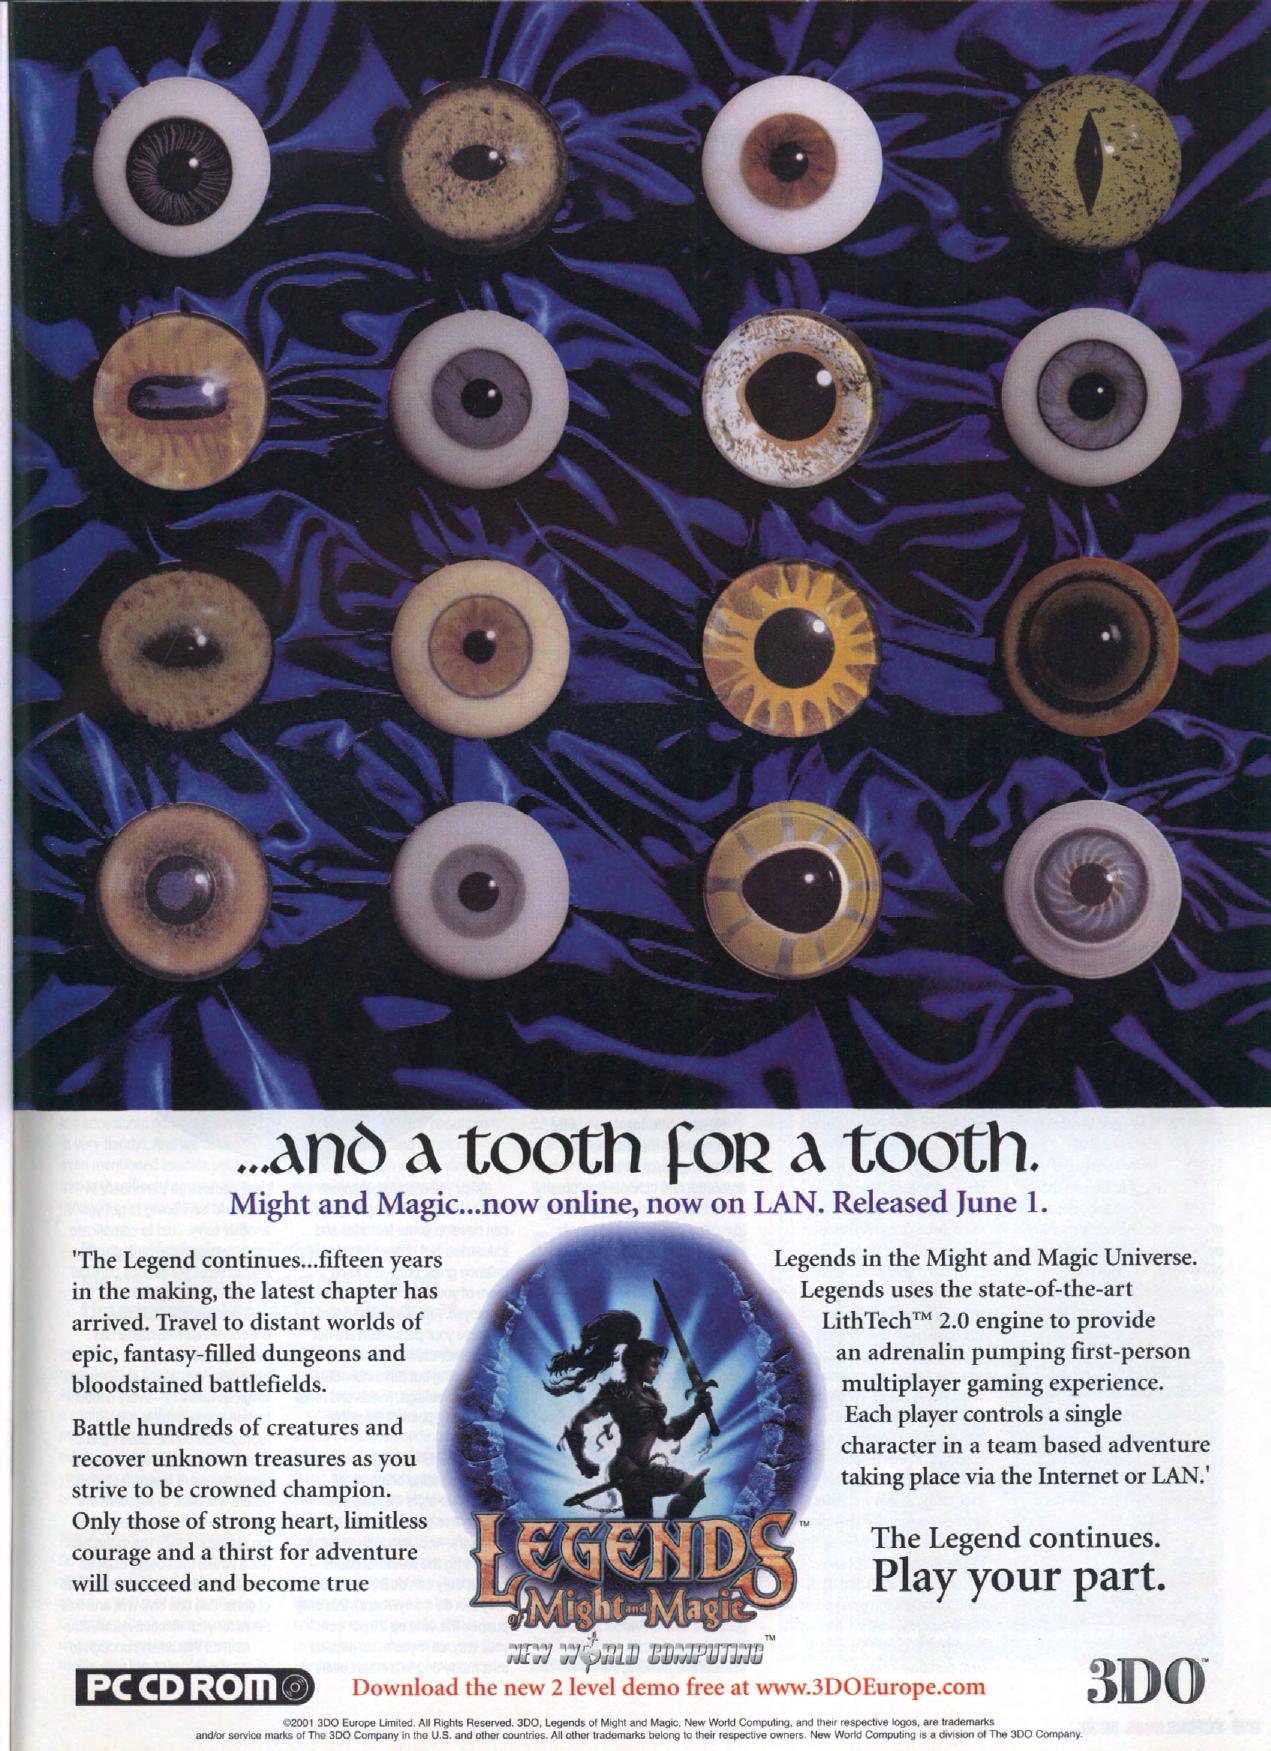 ...and a tooth for a tooth.
Might and Magic...now online, now on LAN. Released June 1.
'The Legend continues...fifteen years
in the making, the latest chapter has
arrived. Travel to distant worlds of
epic, fantasy-filled dungeons and
bloodstained battlefields.
Battle hundreds of creatures and
recover unknown treasures as you
strive to be crowned champion.
Only those of strong heart, limitless
courage and a thirst for adventure
will succeed and become true
Legends in the Might and Magic Universe.
Legends uses the state-of-the-art
LithTech™ 2.0 engine to provide
an adrenalin pumping first-person
multiplayer gaming experience.
Each player controls a single
character in a team based adventure
taking place via the Internet or LAN.'
The Legend continues.
Play your part.
LEGENDS™
of Might and Magic
NEW WORLD COMPUTING™
PC CD ROM
Download the new 2 level demo free at www.3DOEurope.com
3DO™
©2001 3DO Europe Limited. All Rights Reserved. 3DO, Legends of Might and Magic, New World Computing, and their respective logos, are trademarks
and/or service marks of The 3DO Company in the U.S. and other countries. All other trademarks belong to their respective owners. New World Computing is a division of The 3DO Company.